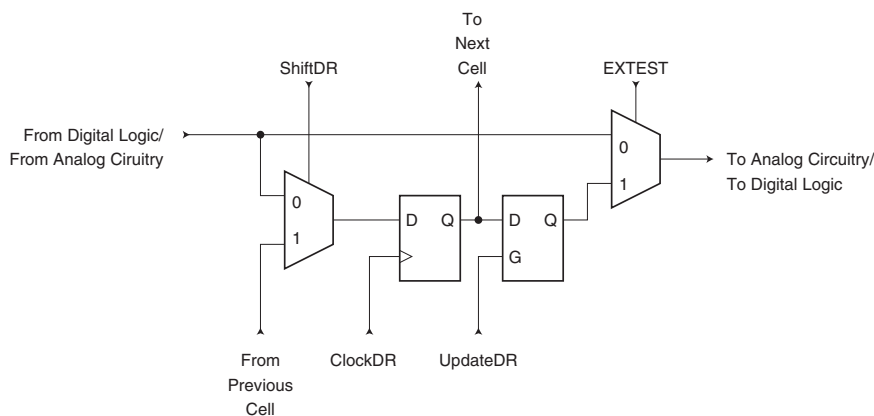 To
Next
Cell
ShiftDR
EXTEST
From Digital Logic/
From Analog Ciruitry
0
1
D
Q
D
Q
G
0
1
To Analog Circuitry/
To Digital Logic
From
Previous
Cell
ClockDR
UpdateDR